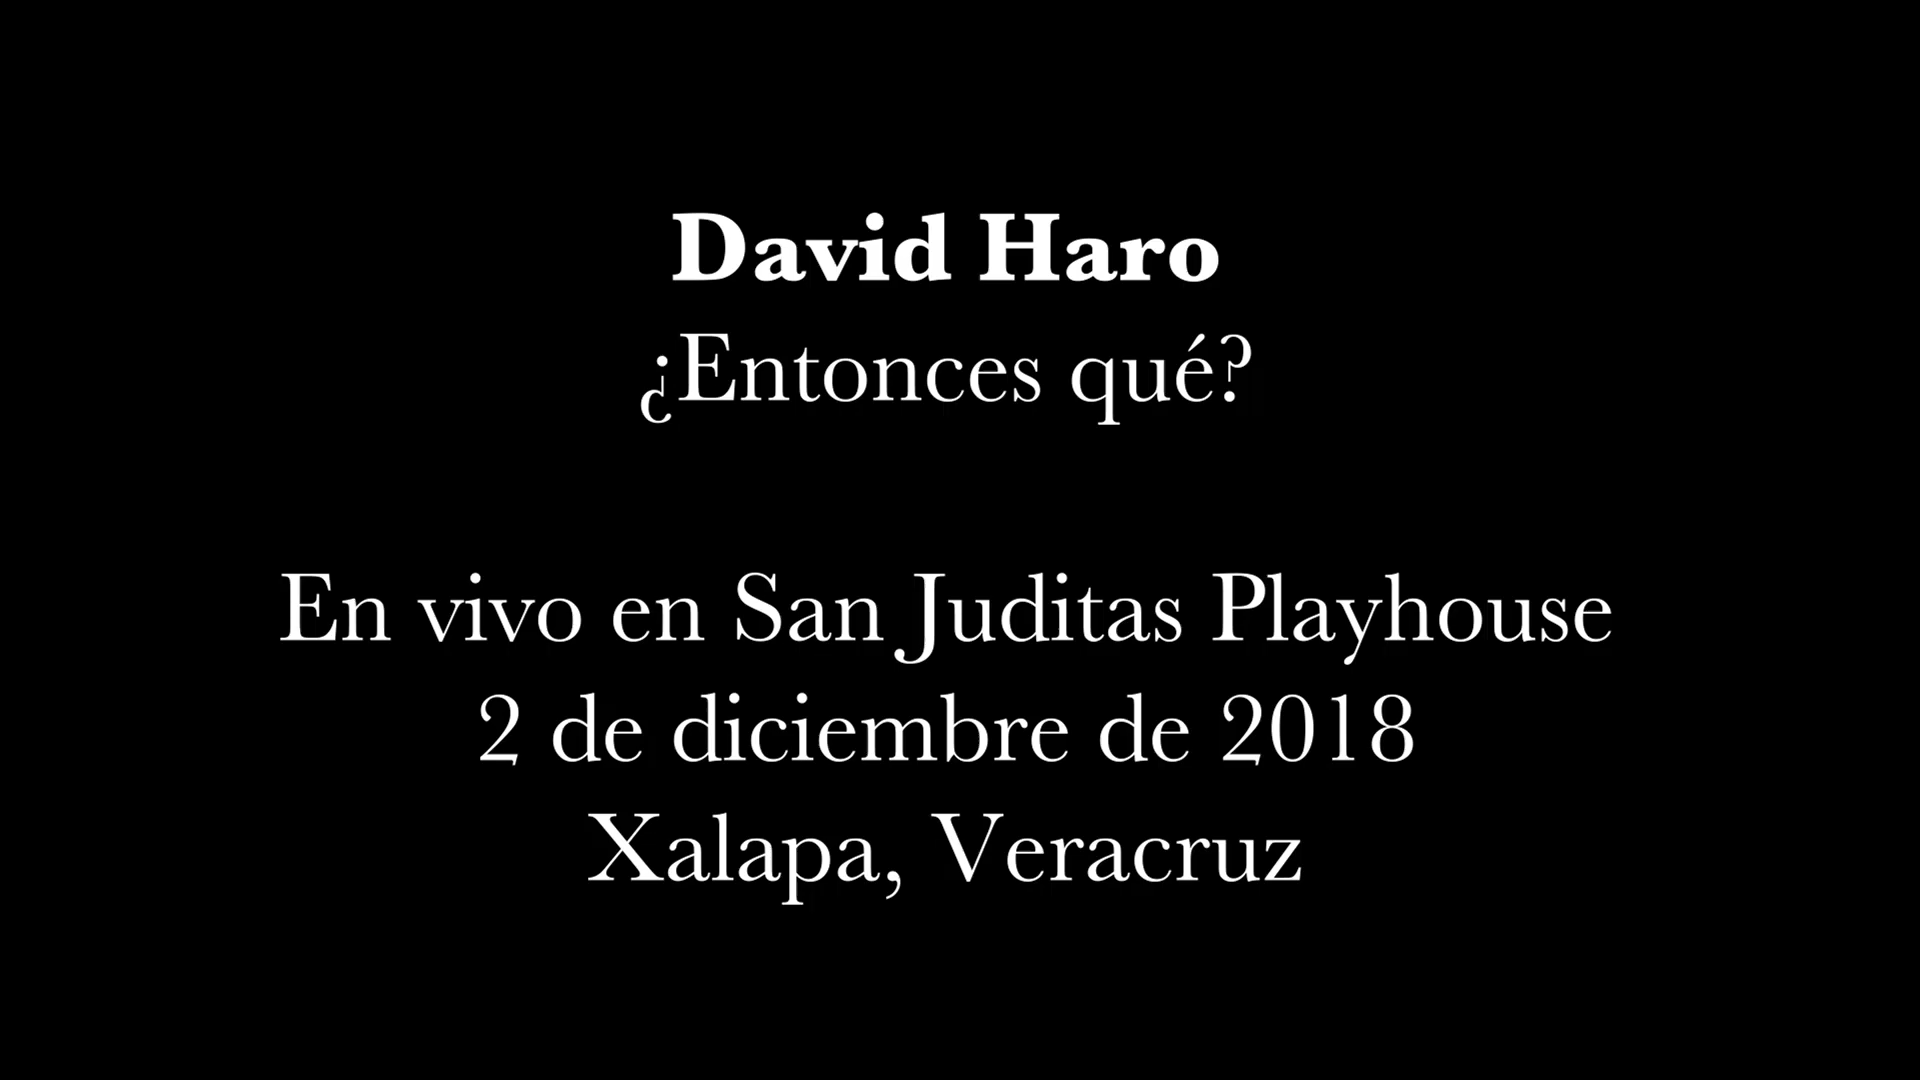 David Haro
¿Entonces qué?
En vivo en San Juditas Playhouse
2 de diciembre de 2018
Xalapa, Veracruz